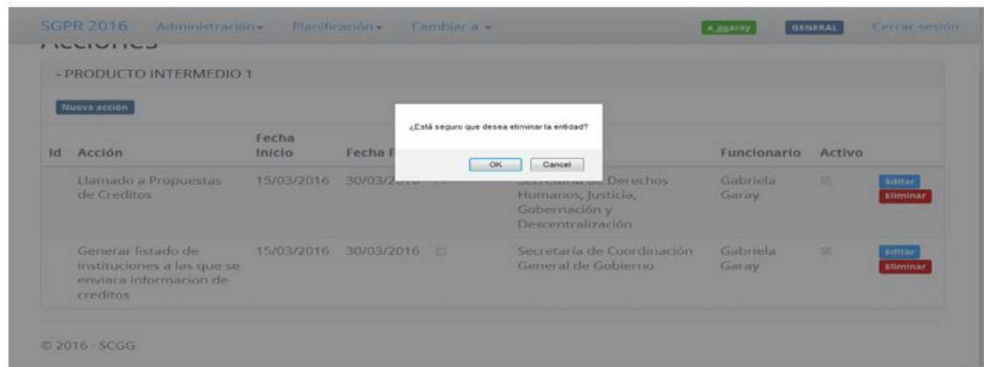 SGPR 2016 Administración Planificación Cambiar a a_ggaray GENERAL Cerrar sesión
Acciones
- PRODUCTO INTERMEDIO 1
Nueva acción
¿Está seguro que desea eliminar la entidad?
OK Cancel
Id Acción Fecha Inicio Fecha F Funcionario Activo
Llamado a Propuestas 15/03/2016 30/03/2016 Secretaría de Derechos Gabriela Editar
de Creditos Humanos, Justicia, Garay Eliminar
Gobernación y
Descentralización
Generar listado de 15/03/2016 30/03/2016 Secretaría de Coordinación Gabriela Editar
instituciones a las que se General de Gobierno Garay Eliminar
enviara informacion de
creditos
© 2016 - SCGG